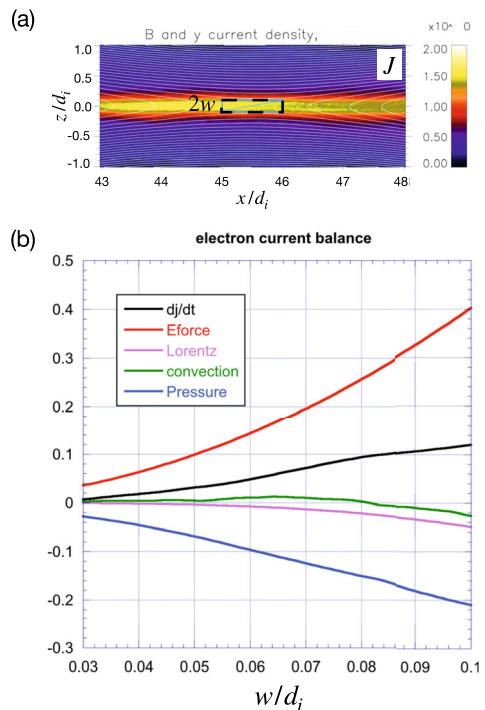 (a)
B and y current density,
×10^ 0
z/dᵢ
1.0
0.5
0.0
-0.5
-1.0
2w
J
2.00
1.50
1.00
0.50
0.00
43
44
45
46
47
48
x/dᵢ
(b)
electron current balance
0.5
0.4
0.3
0.2
0.1
0
-0.1
-0.2
-0.3
dj/dt
Eforce
Lorentz
convection
Pressure
0.03
0.04
0.05
0.06
0.07
0.08
0.09
0.1
w/dᵢ